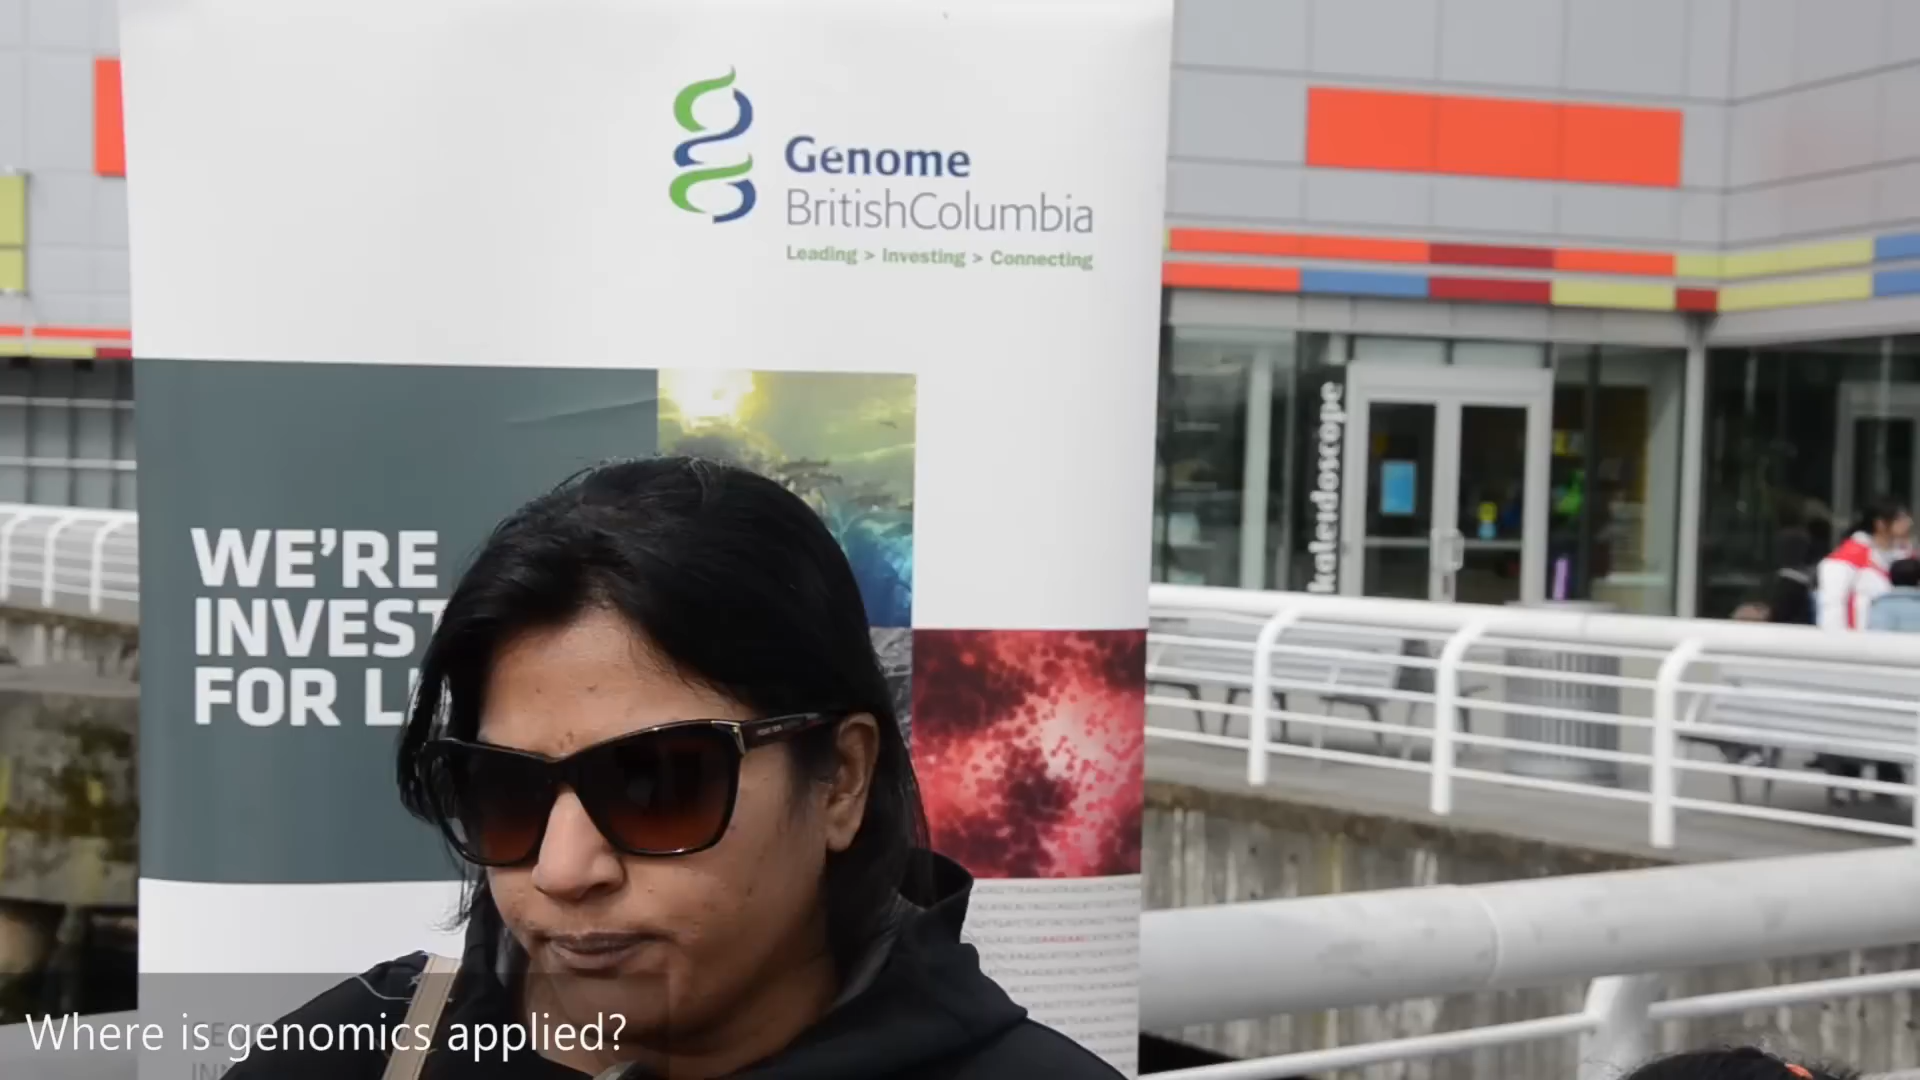 Genome
BritishColumbia
Leading > Investing > Connecting
WE'RE
INVEST
FOR L
kaleidoscope
Where is genomics applied?